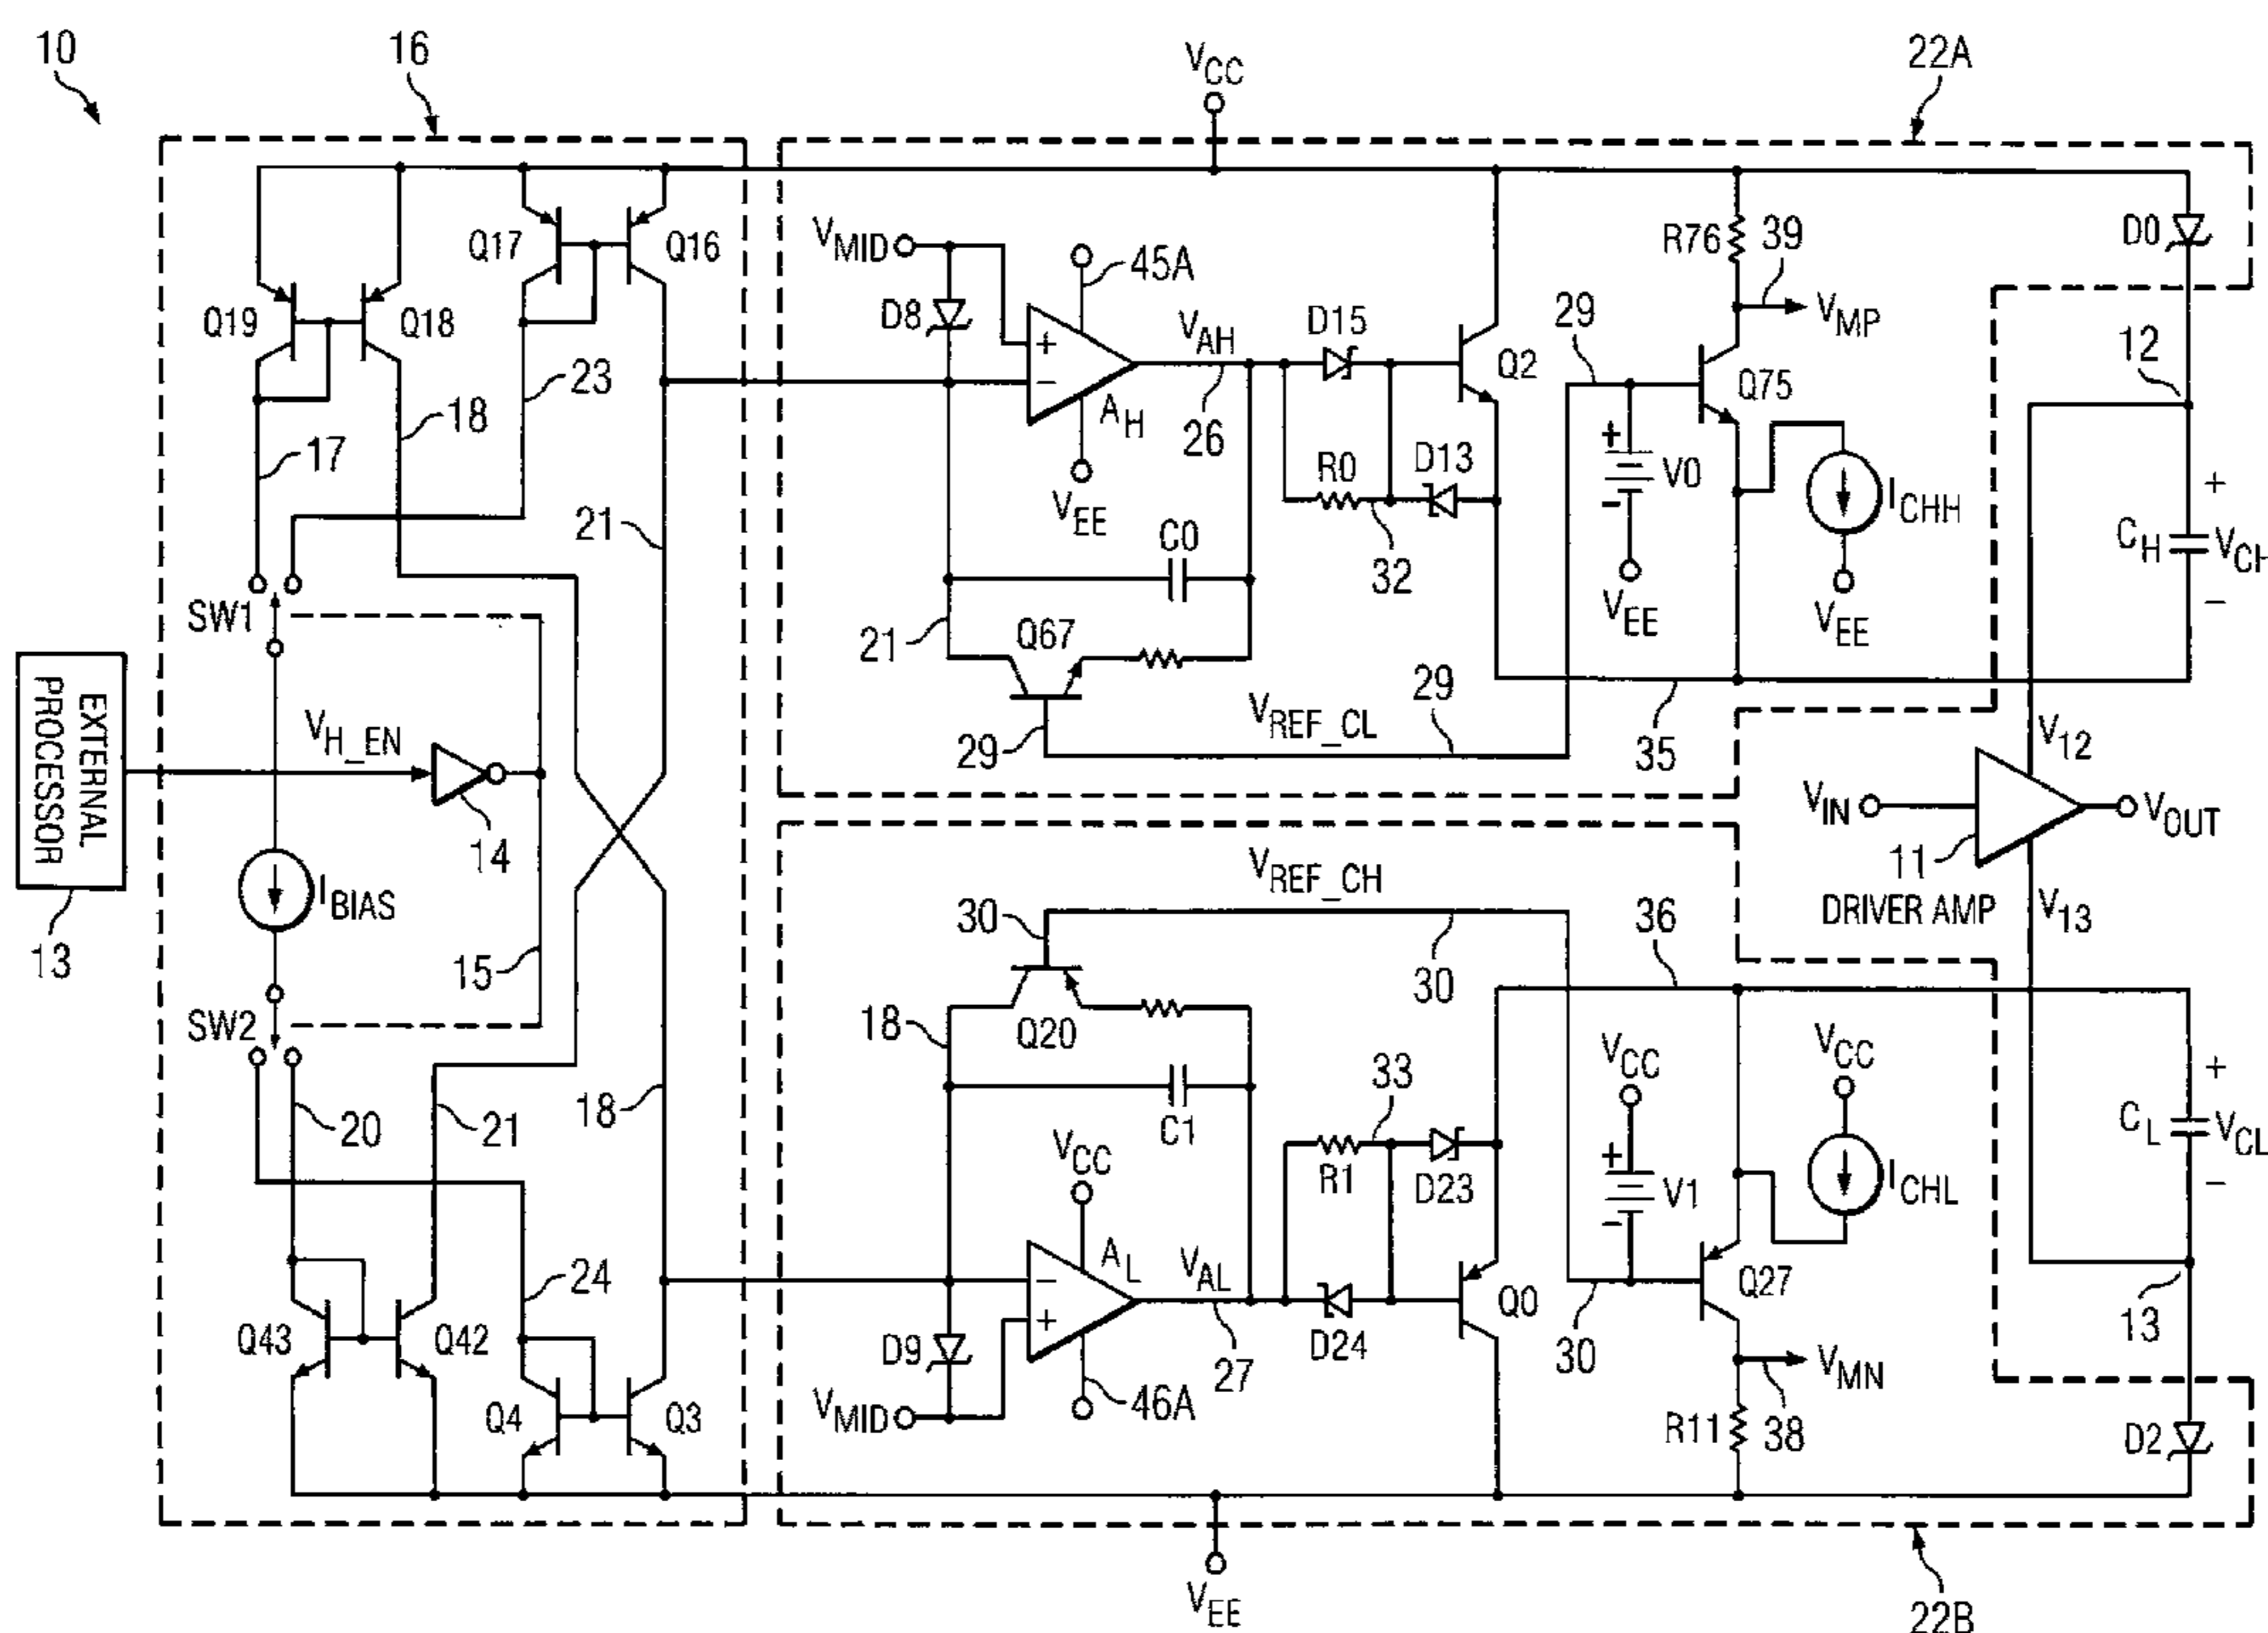 10
16
VCC
22A
Q17
Q16
VMID
45A
R76
39
D0
Q19
Q18
D8
+
VAH
D15
Q2
29
VMP
12
23
−
AH
26
Q75
18
17
R0
D13
+
V0
−
ICHH
+
21
VEE
32
CH
VCH
C0
VEE
VEE
−
SW1
21
Q67
29
VH_EN
VREF_CL
29
35
V12
EXTERNAL
PROCESSOR
14
VIN
VOUT
11
IBIAS
VREF_CH
30
36
DRIVER AMP
V13
13
15
30
SW2
18
Q20
VCC
VCC
+
20
21
18
33
C1
VCC
R1
D23
+
V1
−
ICHL
CL
VCL
−
24
AL
VAL
−
Q27
Q43
Q42
D9
+
D24
Q0
13
27
30
VMN
Q4
Q3
VMID
46A
R11
38
D2
VEE
22B